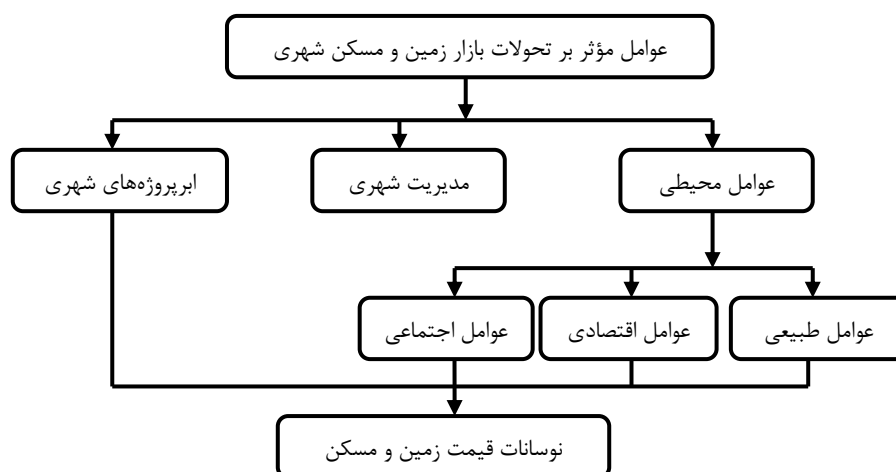 عوامل مؤثر بر تحولات بازار زمین و مسکن شهری
عوامل محیطی
مدیریت شهری
ابرپروژه‌های شهری
عوامل طبیعی
عوامل اقتصادی
عوامل اجتماعی
نوسانات قیمت زمین و مسکن